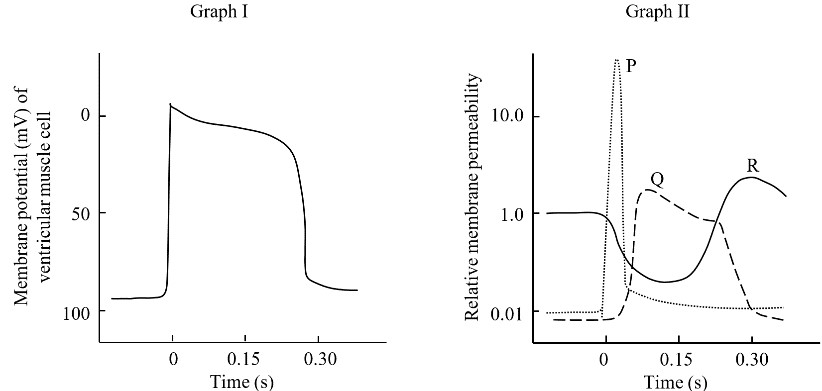 Graph I
Membrane potential (mV) of
ventricular muscle cell
0
50
100
0 0.15 0.30
Time (s)
Graph II
Relative membrane permeability
10.0
1.0
0.01
P
Q
R
0 0.15 0.30
Time (s)